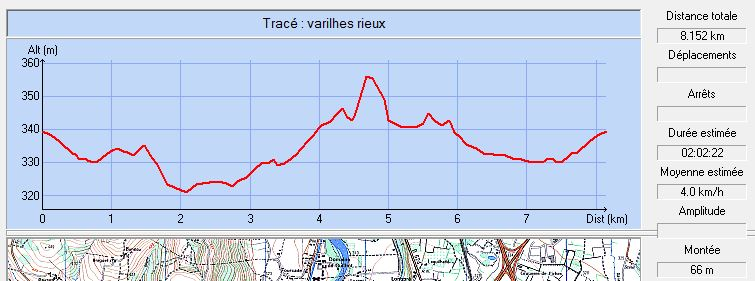 Tracé : varilhes rieux
Alt (m)
360
350
340
330
320
0 1 2 3 4 5 6 7 Dist (km)
Distance totale
8.152 km
Déplacements
Arrêts
Durée estimée
02:02:22
Moyenne estimée
4.0 km/h
Amplitude
Montée
66 m